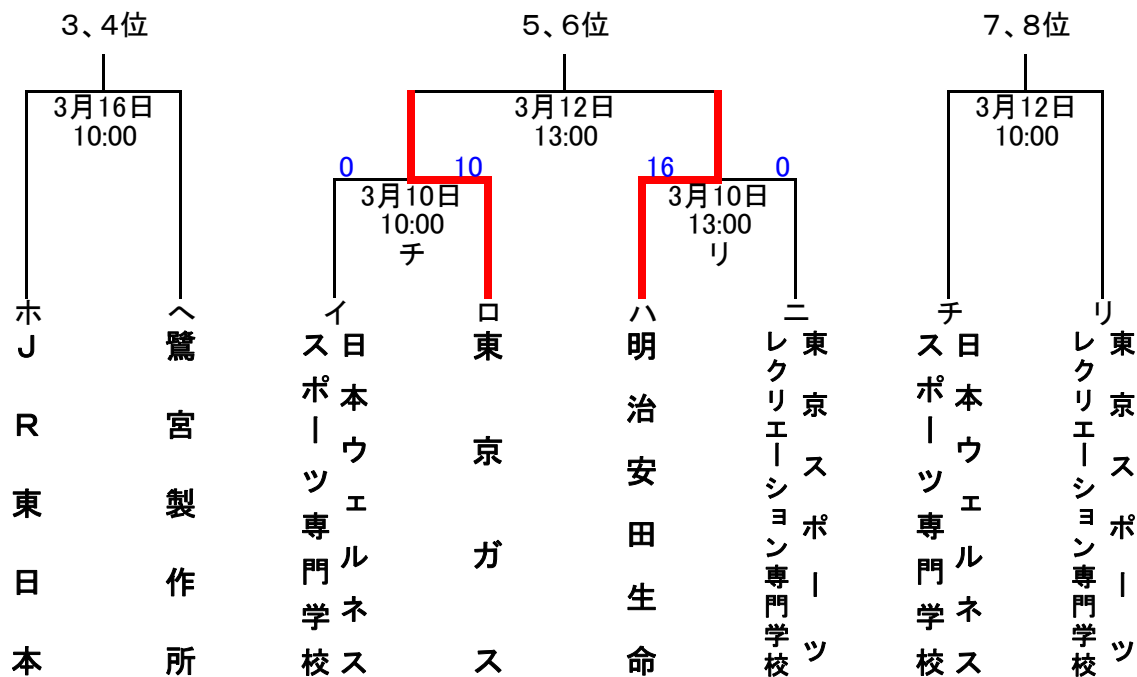 3、4位
5、6位
7、8位
3月16日
10:00
3月12日
13:00
3月12日
10:00
0
10
16
0
3月10日
10:00
チ
3月10日
13:00
リ
ホ
ヘ
イ
ロ
ハ
ニ
チ
リ
JR東日本
鷺宮製作所
日本ウェルネス
スポーツ専門学校
東京ガス
明治安田生命
東京スポーツ
レクリエーション専門学校
日本ウェルネス
スポーツ専門学校
東京スポーツ
レクリエーション専門学校